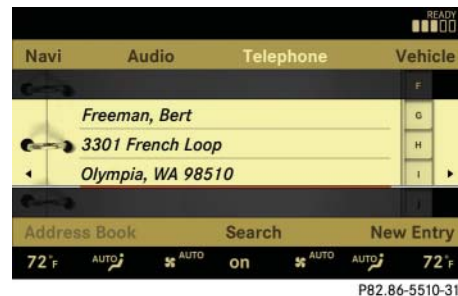 READY
Navi Audio Telephone Vehicle
F
Freeman, Bert G
3301 French Loop H
Olympia, WA 98510 I
J
Address Book Search New Entry
72°F AUTO AUTO on AUTO AUTO 72°F
P82.86-5510-31